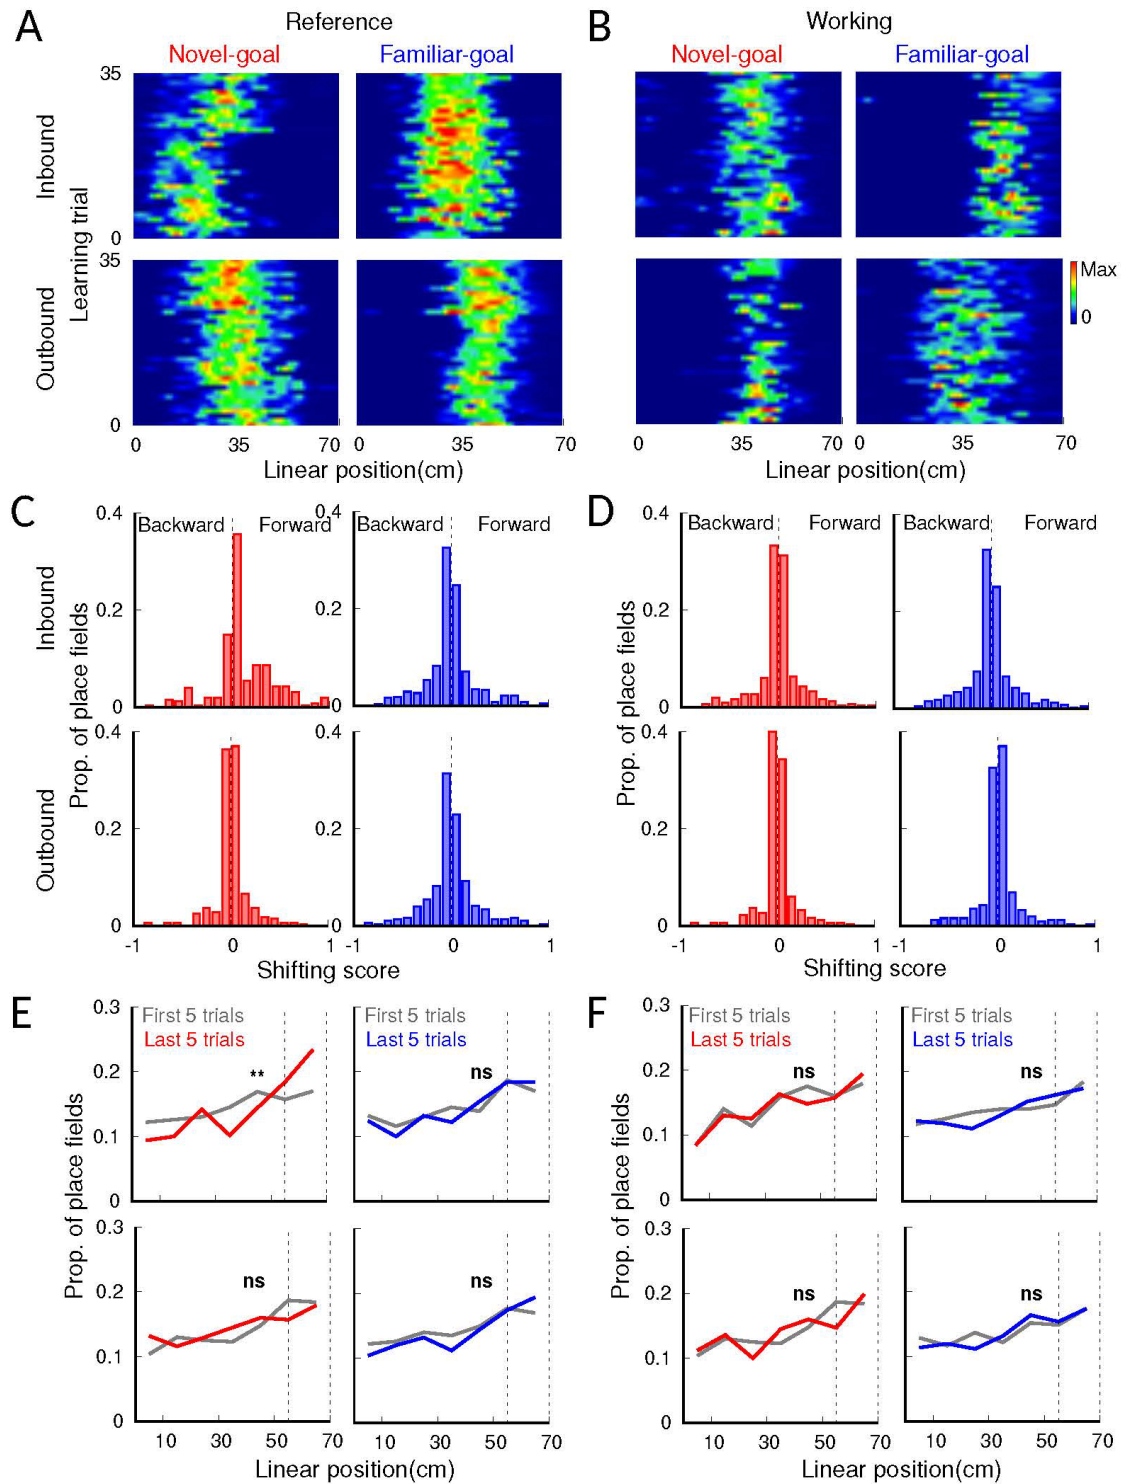 A
Reference
B
Working
Novel-goal
Familiar-goal
Novel-goal
Familiar-goal
35
Inbound
Learning trial
0
35
Outbound
0
Max
0
0 35 70 0 35 70
0 35 70 0 35 70
Linear position(cm)
Linear position(cm)
C
D
0.4
Backward
Forward
0.4
Backward
Forward
0.4
Backward
Forward
Backward
Forward
Inbound
Prop. of place fields
0.2
0.2
0.2
0
0
0
0.4
0.4
0.4
Outbound
Prop. of place fields
0.2
0.2
0.2
0
0
0
-1 0 1 -1 0 1
-1 0 1 -1 0 1
Shifting score
Shifting score
E
F
0.3
First 5 trials
Last 5 trials
First 5 trials
Last 5 trials
0.3
First 5 trials
Last 5 trials
First 5 trials
Last 5 trials
**
ns
ns
ns
Prop. of place fields
0.2
0.1
0
Prop. of place fields
0.2
0.1
0
0.3
0.2
0.1
0
ns
ns
0.3
0.2
0.1
0
ns
ns
10 30 50 70 10 30 50 70
10 30 50 70 10 30 50 70
Linear position(cm)
Linear position(cm)